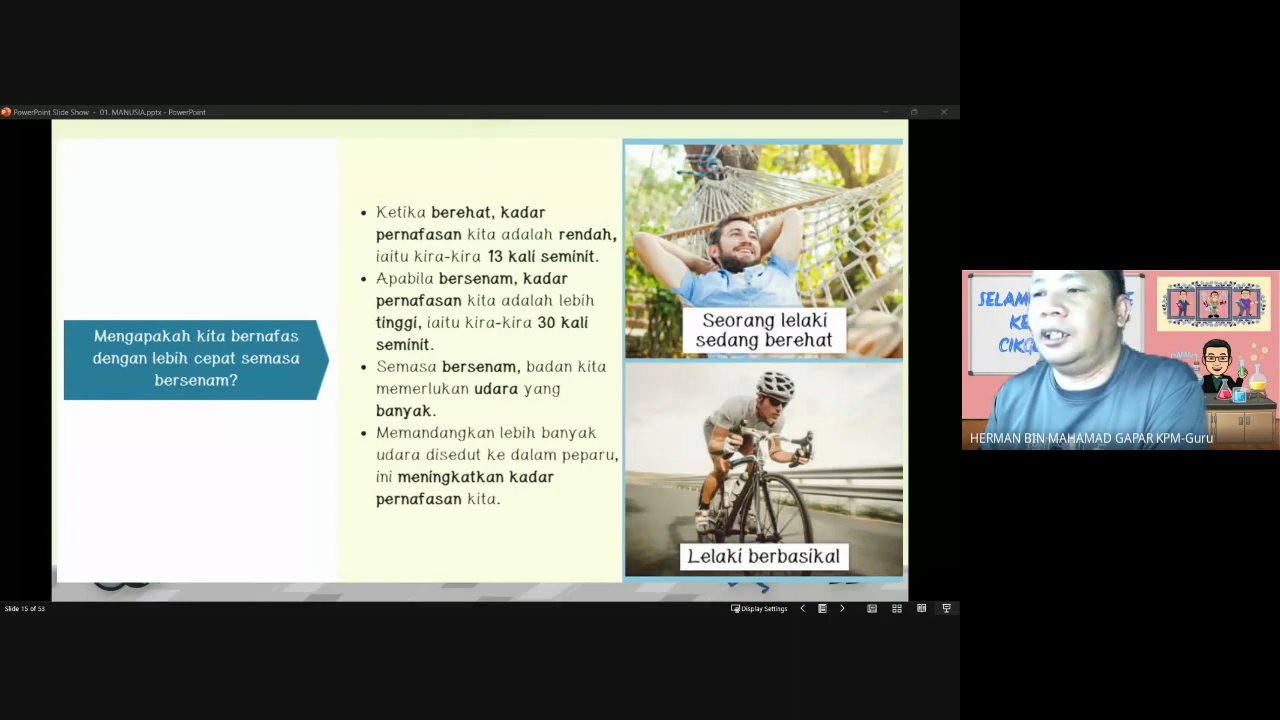 PowerPoint Slide Show - 01. MANUSIA.pptx - PowerPoint
Mengapakah kita bernafas
dengan lebih cepat semasa
bersenam?
• Ketika berehat, kadar
pernafasan kita adalah rendah,
iaitu kira-kira 13 kali seminit.
• Apabila bersenam, kadar
pernafasan kita adalah lebih
tinggi, iaitu kira-kira 30 kali
seminit.
• Semasa bersenam, badan kita
memerlukan udara yang
banyak.
• Memandangkan lebih banyak
udara disedut ke dalam peparu,
ini meningkatkan kadar
pernafasan kita.
Seorang lelaki
sedang berehat
Lelaki berbasikal
Slide 15 of 53
Display Settings
HERMAN BIN MAHAMAD GAPAR KPM-Guru